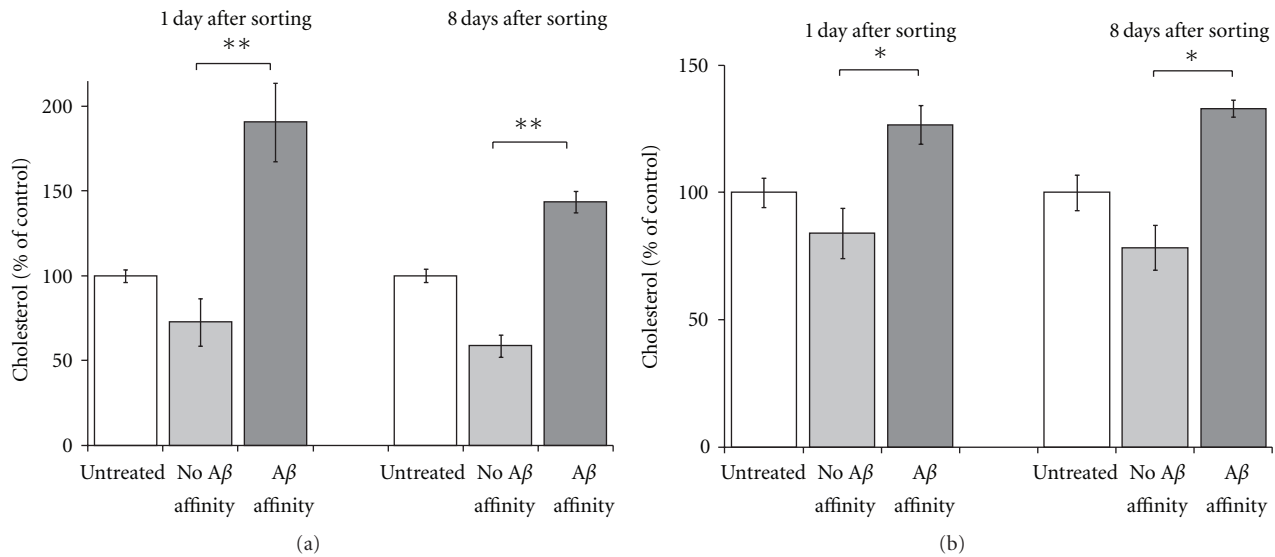 1 day after sorting
8 days after sorting
**
**
Cholesterol (% of control)
200
150
100
50
0
Untreated
No Aβ
affinity
Aβ
affinity
Untreated
No Aβ
affinity
Aβ
affinity
(a)
1 day after sorting
8 days after sorting
*
*
Cholesterol (% of control)
150
100
50
0
Untreated
No Aβ
affinity
Aβ
affinity
Untreated
No Aβ
affinity
Aβ
affinity
(b)